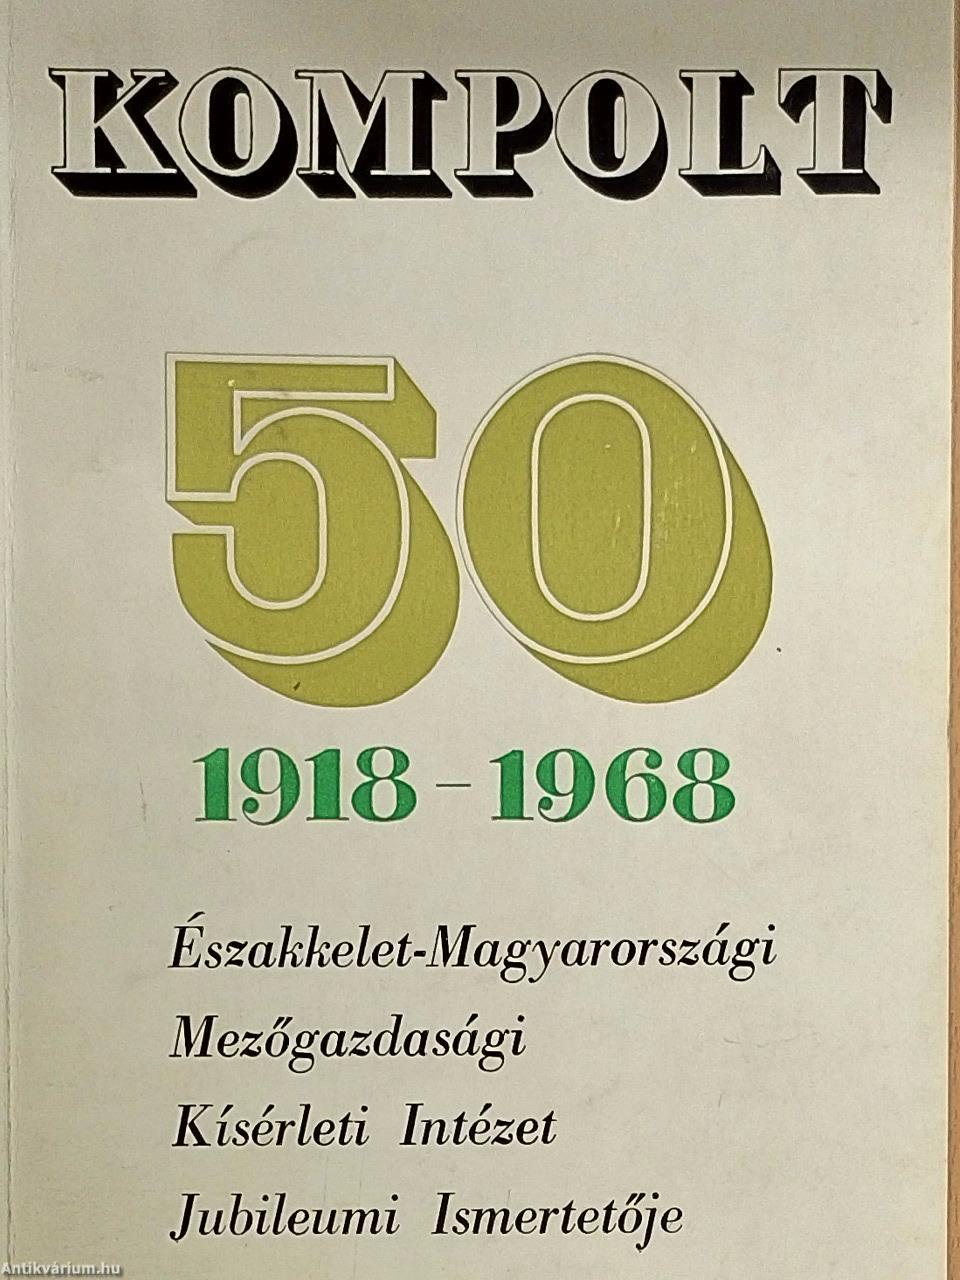 KOMPOLT
50
1918 - 1968
Északkelet-Magyarországi
Mezőgazdasági
Kísérleti Intézet
Jubileumi Ismertetője
Antikvárium.hu